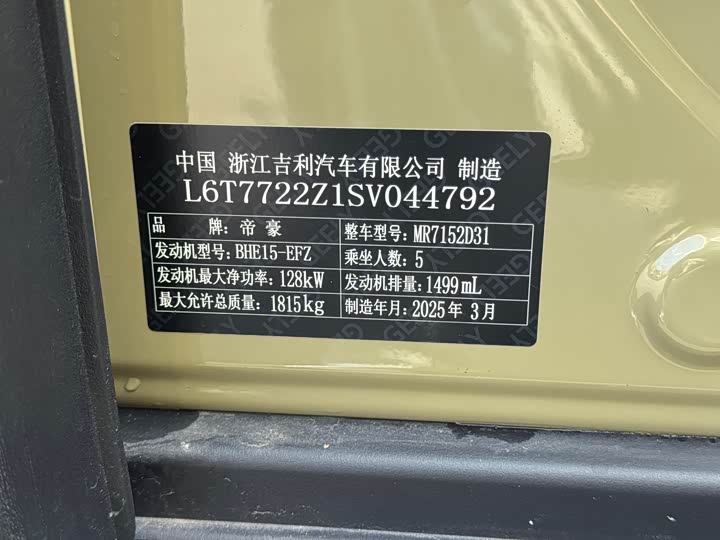 中国 浙江吉利汽车有限公司 制造
L6T7722Z1SV044792
品 牌: 帝豪 整车型号: MR7152D31
发动机型号: BHE15-EFZ 乘坐人数: 5
发动机最大净功率: 128kW 发动机排量: 1499mL
最大允许总质量: 1815kg 制造年月: 2025年 3月